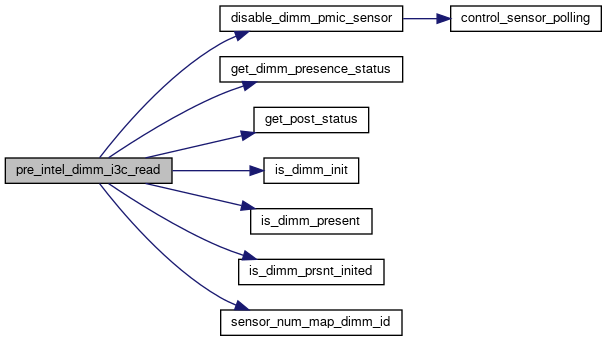 disable_dimm_pmic_sensor
control_sensor_polling
get_dimm_presence_status
get_post_status
pre_intel_dimm_i3c_read
is_dimm_init
is_dimm_present
is_dimm_prsnt_inited
sensor_num_map_dimm_id